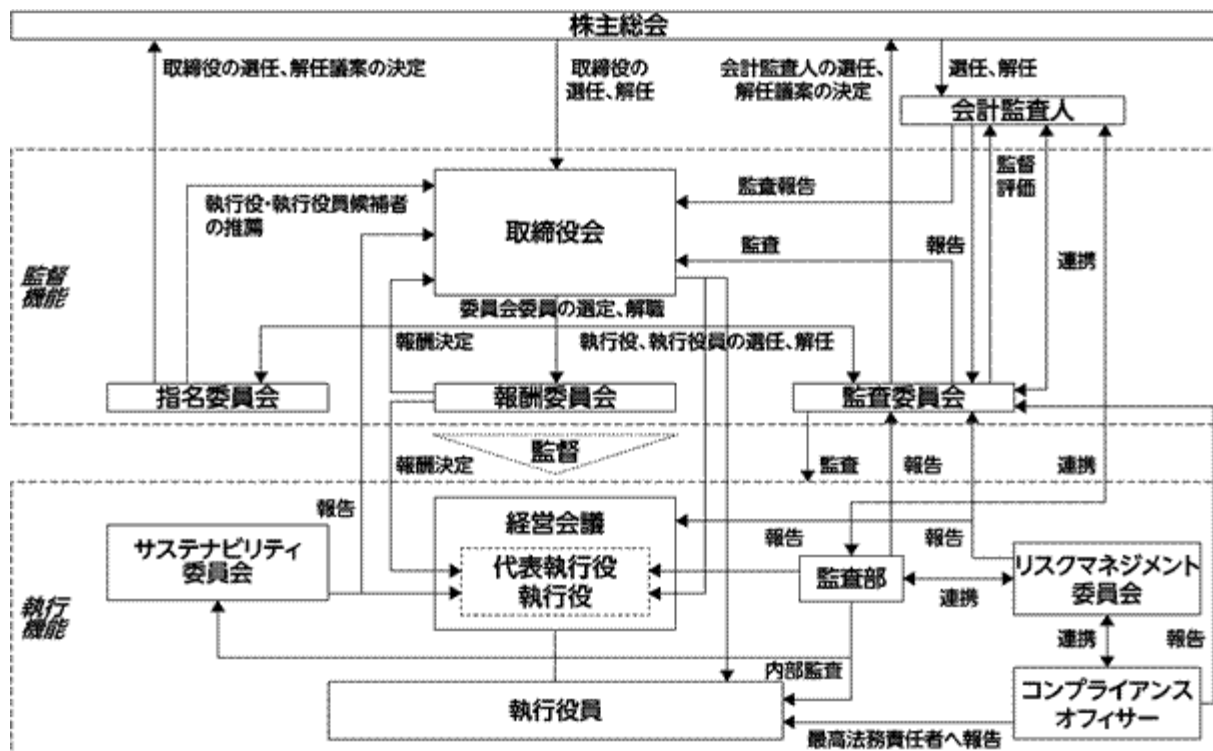 株主総会
取締役の選任、解任議案の決定
取締役の
選任、解任
会計監査人の選任、
解任議案の決定
選任、解任
会計監査人
監督
機能
執行役・執行役員候補者
の推薦
取締役会
監査報告
監査
報告
監督
評価
連携
委員会委員の選定、解職
報酬決定
執行役、執行役員の選任、解任
指名委員会
報酬委員会
監査委員会
監督
報酬決定
監査
報告
連携
執行
機能
サステナビリティ
委員会
報告
経営会議
代表執行役
執行役
報告
監査部
報告
連携
リスクマネジメント
委員会
連携
報告
内部監査
執行役員
コンプライアンス
オフィサー
最高法務責任者へ報告